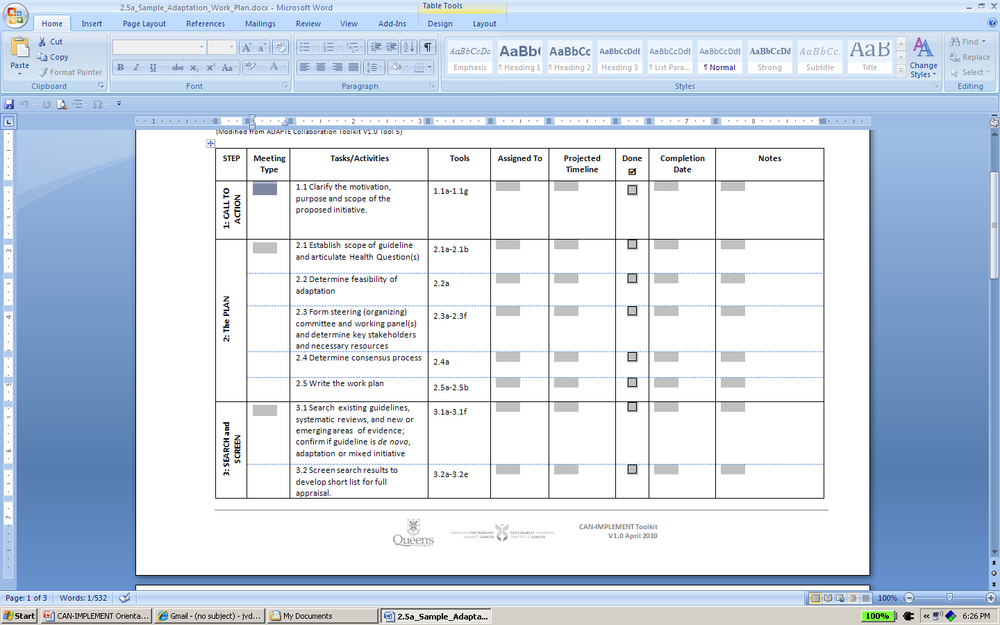 2.5a_Sample_Adaptation_Work_Plan.docx - Microsoft Word
Table Tools
Home Insert Page Layout References Mailings Review View Add-Ins Design Layout
Paste
Cut
Copy
Format Painter
Clipboard
Font
Paragraph
AaBbCcDc AaBb( AaBbCc AaBbCcDdE AaBbCcDdE AaBbCcDdE AaBbCcDd AaBbCc. AaB
Emphasis ¶ Heading 1 ¶ Heading 2 Heading 3 ¶ List Para... ¶ Normal Strong Subtitle Title
Styles
Change
Styles
Find
Replace
Select
Editing
(Modified from ADAPTE Collaboration Toolkit V1.0 Tool 5)
STEP Meeting Type Tasks/Activities Tools Assigned To Projected Timeline Done Completion Date Notes
1: CALL TO
ACTION
1.1 Clarify the motivation,
purpose and scope of the
proposed initiative.
1.1a-1.1g
2: The PLAN
2.1 Establish scope of guideline
and articulate Health Question(s)
2.1a-2.1b
2.2 Determine feasibility of
adaptation
2.2a
2.3 Form steering (organizing)
committee and working panel(s)
and determine key stakeholders
and necessary resources
2.3a-2.3f
2.4 Determine consensus process
2.4a
2.5 Write the work plan
2.5a-2.5b
3: SEARCH and
SCREEN
3.1 Search existing guidelines,
systematic reviews, and new or
emerging areas of evidence;
confirm if guideline is de novo,
adaptation or mixed initiative
3.1a-3.1f
3.2 Screen search results to
develop short list for full
appraisal.
3.2a-3.2e
Queen's
UNIVERSITY
CANADIAN PARTNERSHIP
AGAINST CANCER
PARTENARIAT CANADIEN
CONTRE LE CANCER
CAN-IMPLEMENT Toolkit
V1.0 April 2010
Page: 1 of 3 Words: 1/532 100%
Start CAN-IMPLEMENT Orienta... Gmail - (no subject) - jvd... My Documents 2.5a_Sample_Adapta... 100% 6:26 PM